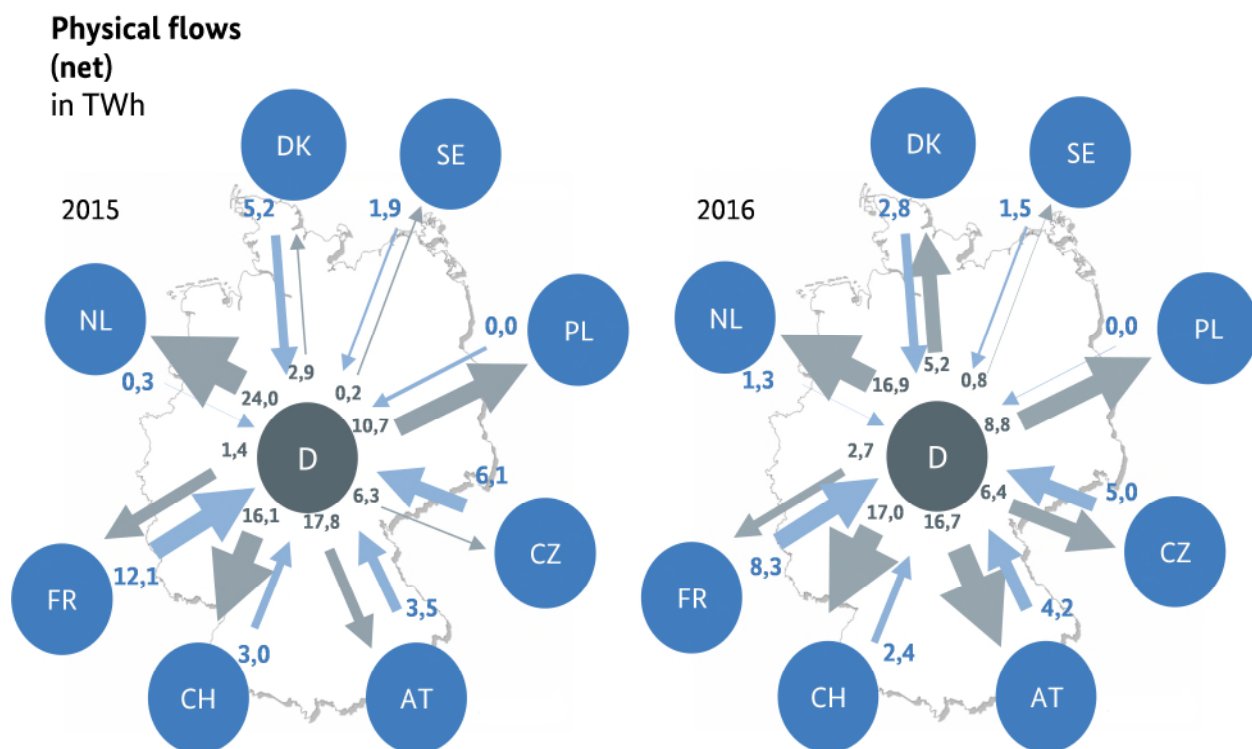 Physical flows
(net)
in TWh
2015
DK
SE
5,2
1,9
NL
PL
0,0
0,3
2,9
0,2
24,0
10,7
1,4
D
6,1
6,3
16,1
17,8
CZ
12,1
FR
3,5
3,0
CH
AT
2016
DK
SE
2,8
1,5
NL
PL
0,0
1,3
5,2
0,8
16,9
8,8
2,7
D
5,0
6,4
17,0
16,7
CZ
8,3
FR
4,2
2,4
CH
AT